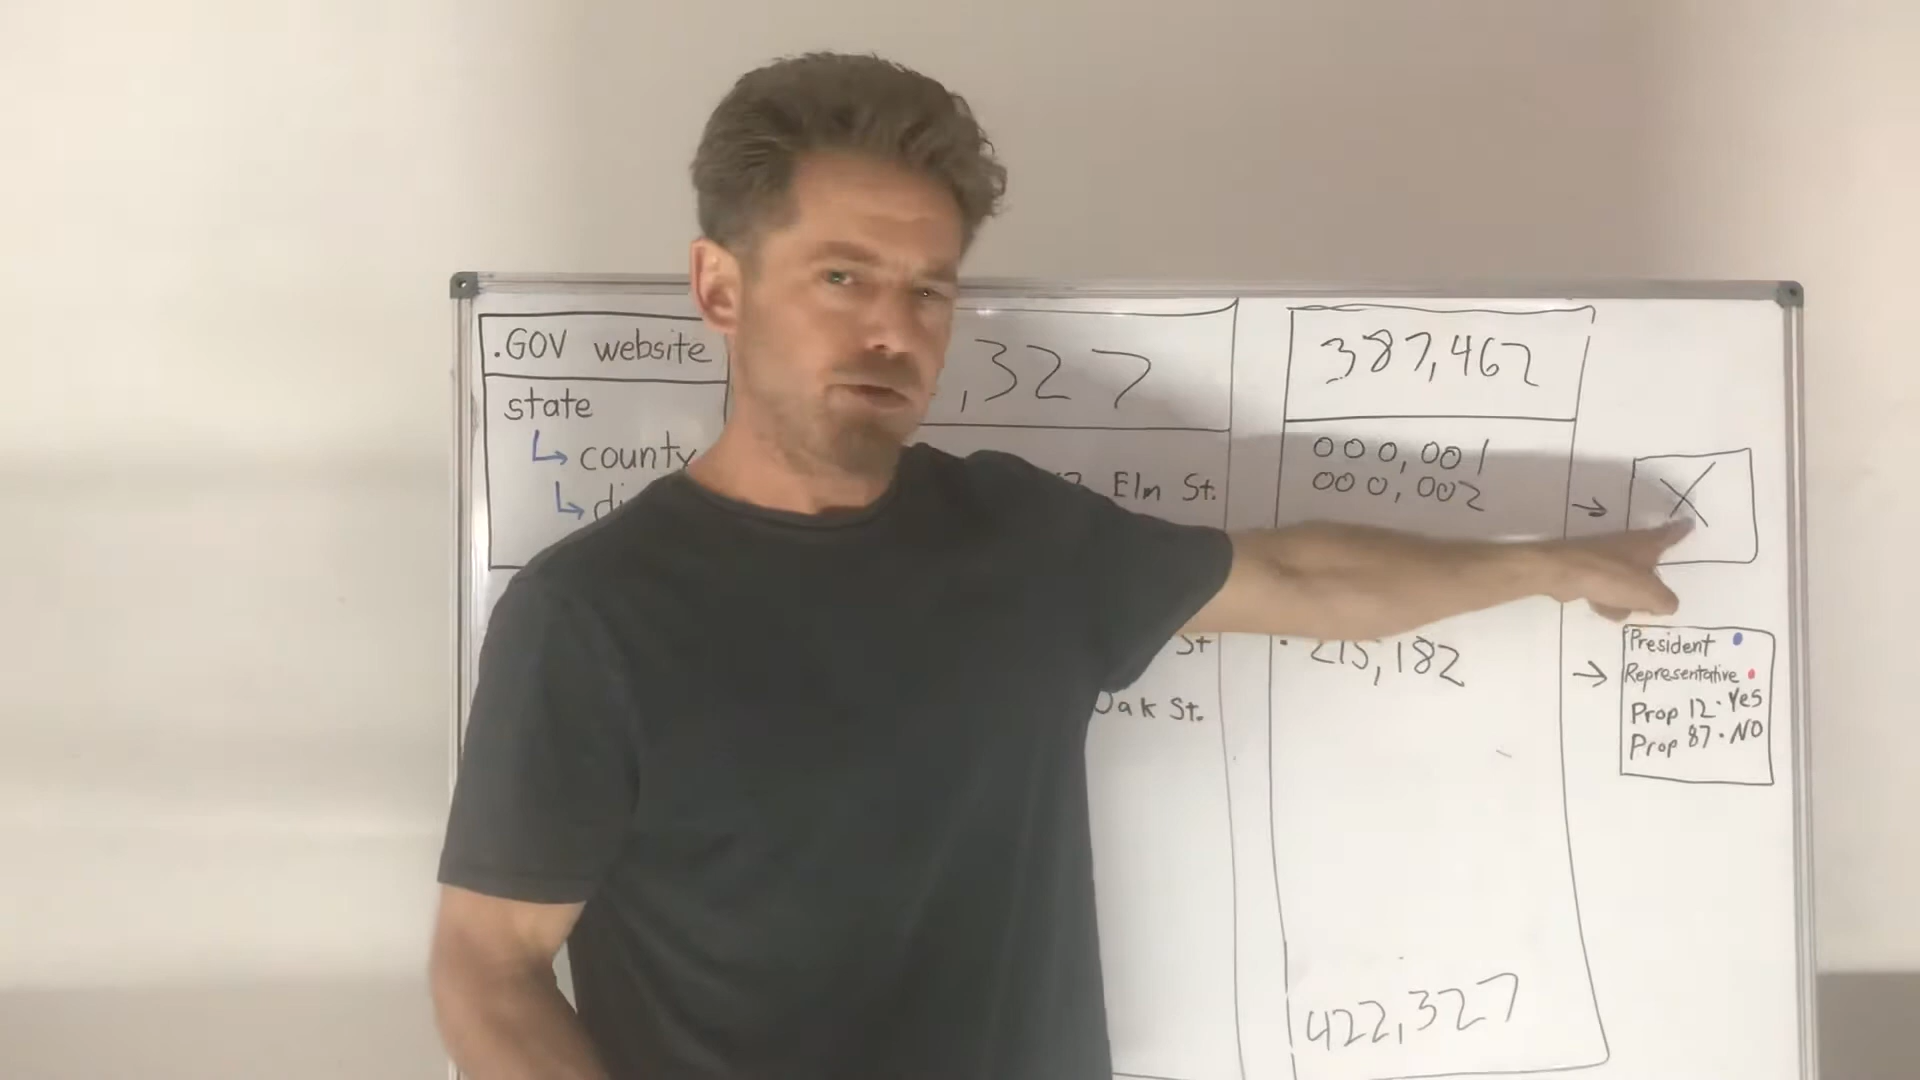 .GOV website
state
↳ county
↳ di
,327
Elm St.
St
Oak St.
387,462
000,001
000,002
→
X
· 215,182
→
President •
Representative •
Prop 12 · Yes
Prop 87 · NO
422,327